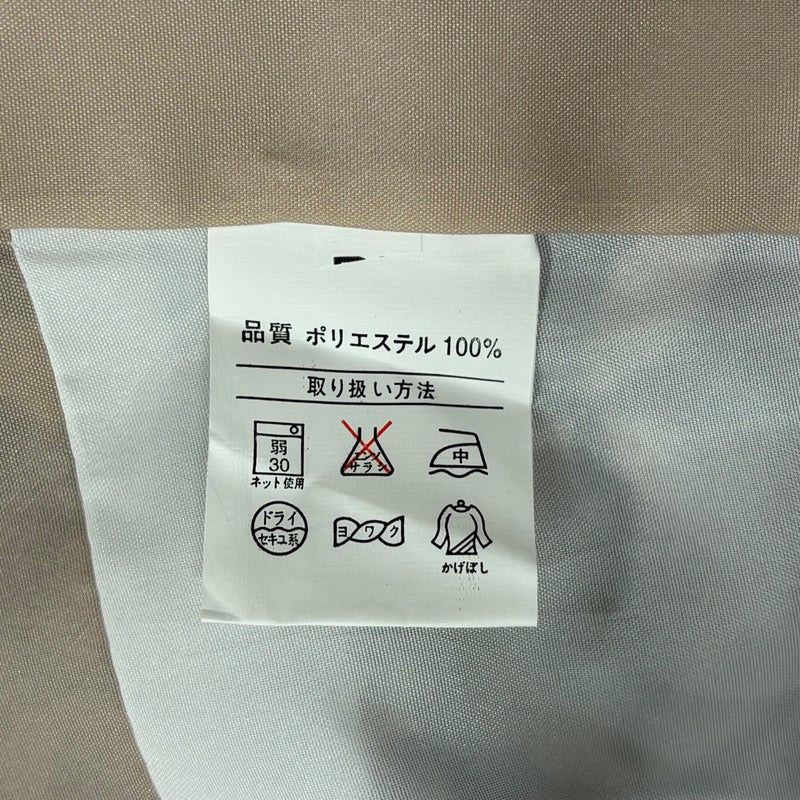 品質 ポリエステル 100%
取り扱い方法
弱
30
ネット使用
エンソ
サラシ
中
ドライ
セキユ系
ヨワク
かげぼし